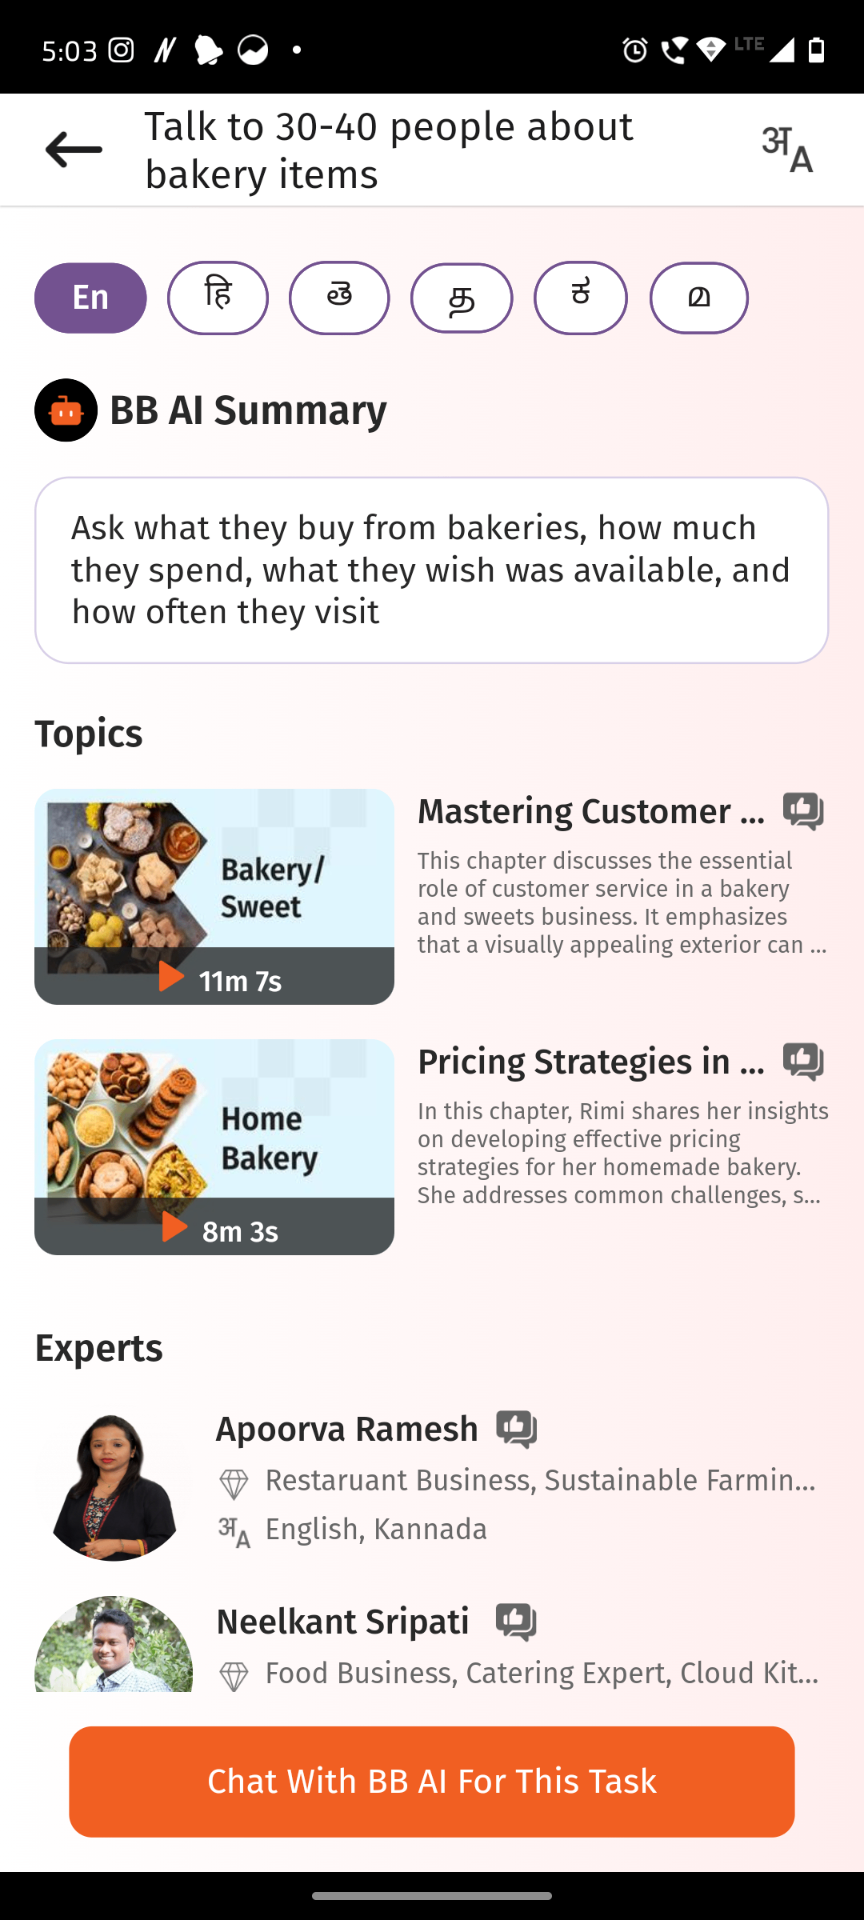 5:03
LTE
Talk to 30-40 people about
bakery items
अA
En
हि
తె
த
ಕ
മ
BB AI Summary
Ask what they buy from bakeries, how much
they spend, what they wish was available, and
how often they visit
Topics
Bakery/
Sweet
11m 7s
Mastering Customer ...
This chapter discusses the essential
role of customer service in a bakery
and sweets business. It emphasizes
that a visually appealing exterior can ...
Home
Bakery
8m 3s
Pricing Strategies in ...
In this chapter, Rimi shares her insights
on developing effective pricing
strategies for her homemade bakery.
She addresses common challenges, s...
Experts
Apoorva Ramesh
Restaruant Business, Sustainable Farmin...
अA English, Kannada
Neelkant Sripati
Food Business, Catering Expert, Cloud Kit...
Chat With BB AI For This Task